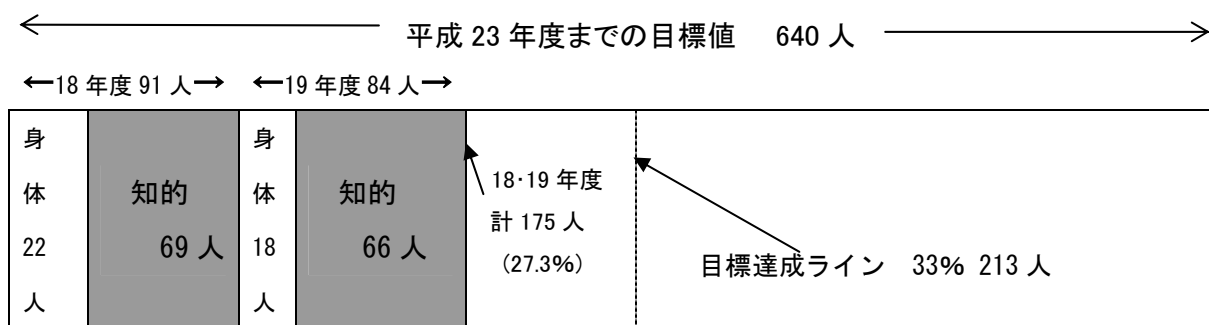 平成 23 年度までの目標値　640 人
←18 年度 91 人→　←19 年度 84 人→
身体 22 人
知的
69 人
身体 18 人
知的
66 人
18・19 年度
計 175 人
（27.3％）
目標達成ライン　33％ 213 人